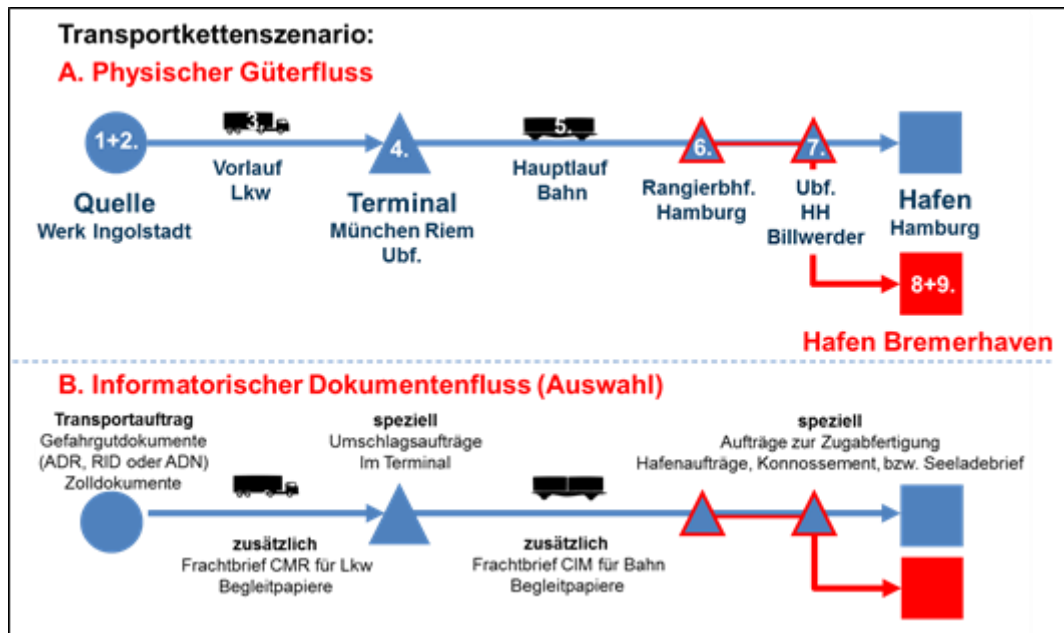 Transportkettenszenario:
A. Physischer Güterfluss
1+2.
3.
4.
5.
6.
7.
Vorlauf
Lkw
Hauptlauf
Bahn
Quelle
Werk Ingolstadt
Terminal
München Riem
Ubf.
Rangierbhf.
Hamburg
Ubf.
HH
Billwerder
Hafen
Hamburg
8+9.
Hafen Bremerhaven
B. Informatorischer Dokumentenfluss (Auswahl)
Transportauftrag
Gefahrgutdokumente
(ADR, RID oder ADN)
Zolldokumente
speziell
Umschlagsaufträge
Im Terminal
speziell
Aufträge zur Zugabfertigung
Hafenaufträge, Konnossement, bzw. Seeladebrief
zusätzlich
Frachtbrief CMR für Lkw
Begleitpapiere
zusätzlich
Frachtbrief CIM für Bahn
Begleitpapiere